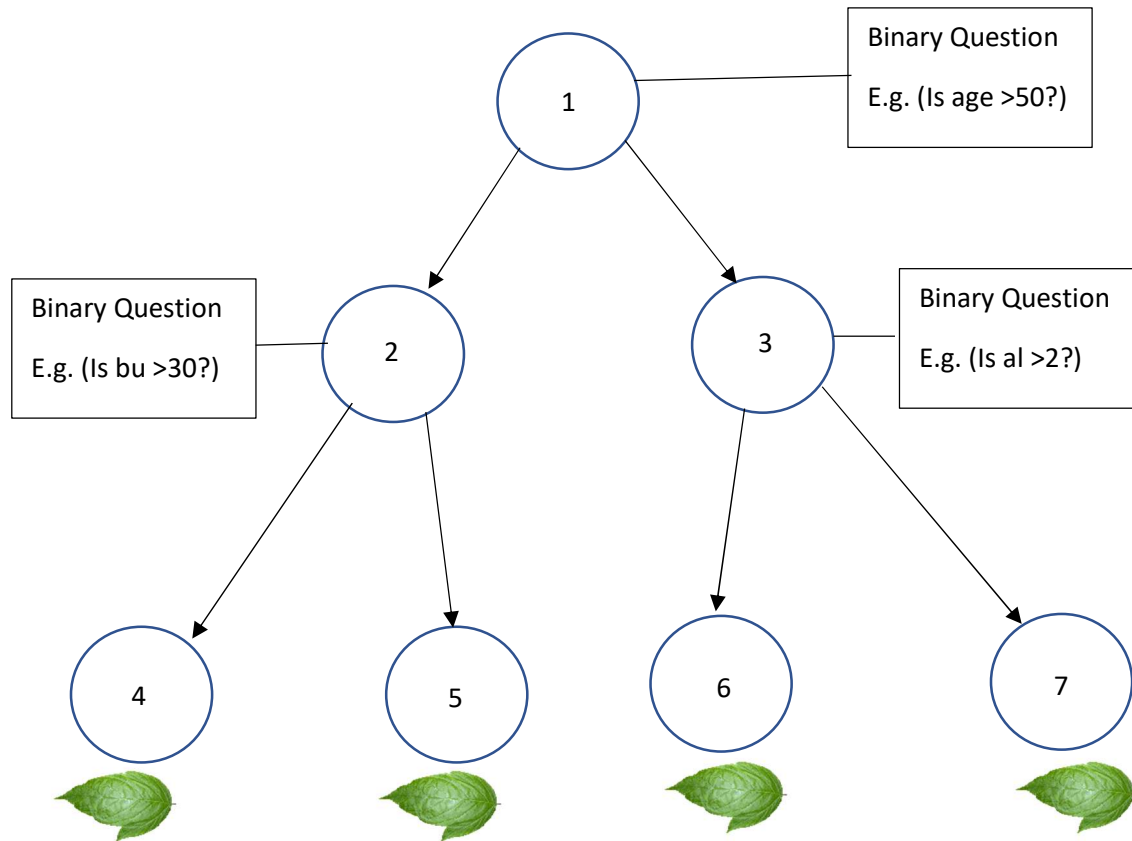 Binary Question
E.g. (Is age >50?)
1
Binary Question
E.g. (Is bu >30?)
2
3
Binary Question
E.g. (Is al >2?)
4
5
6
7